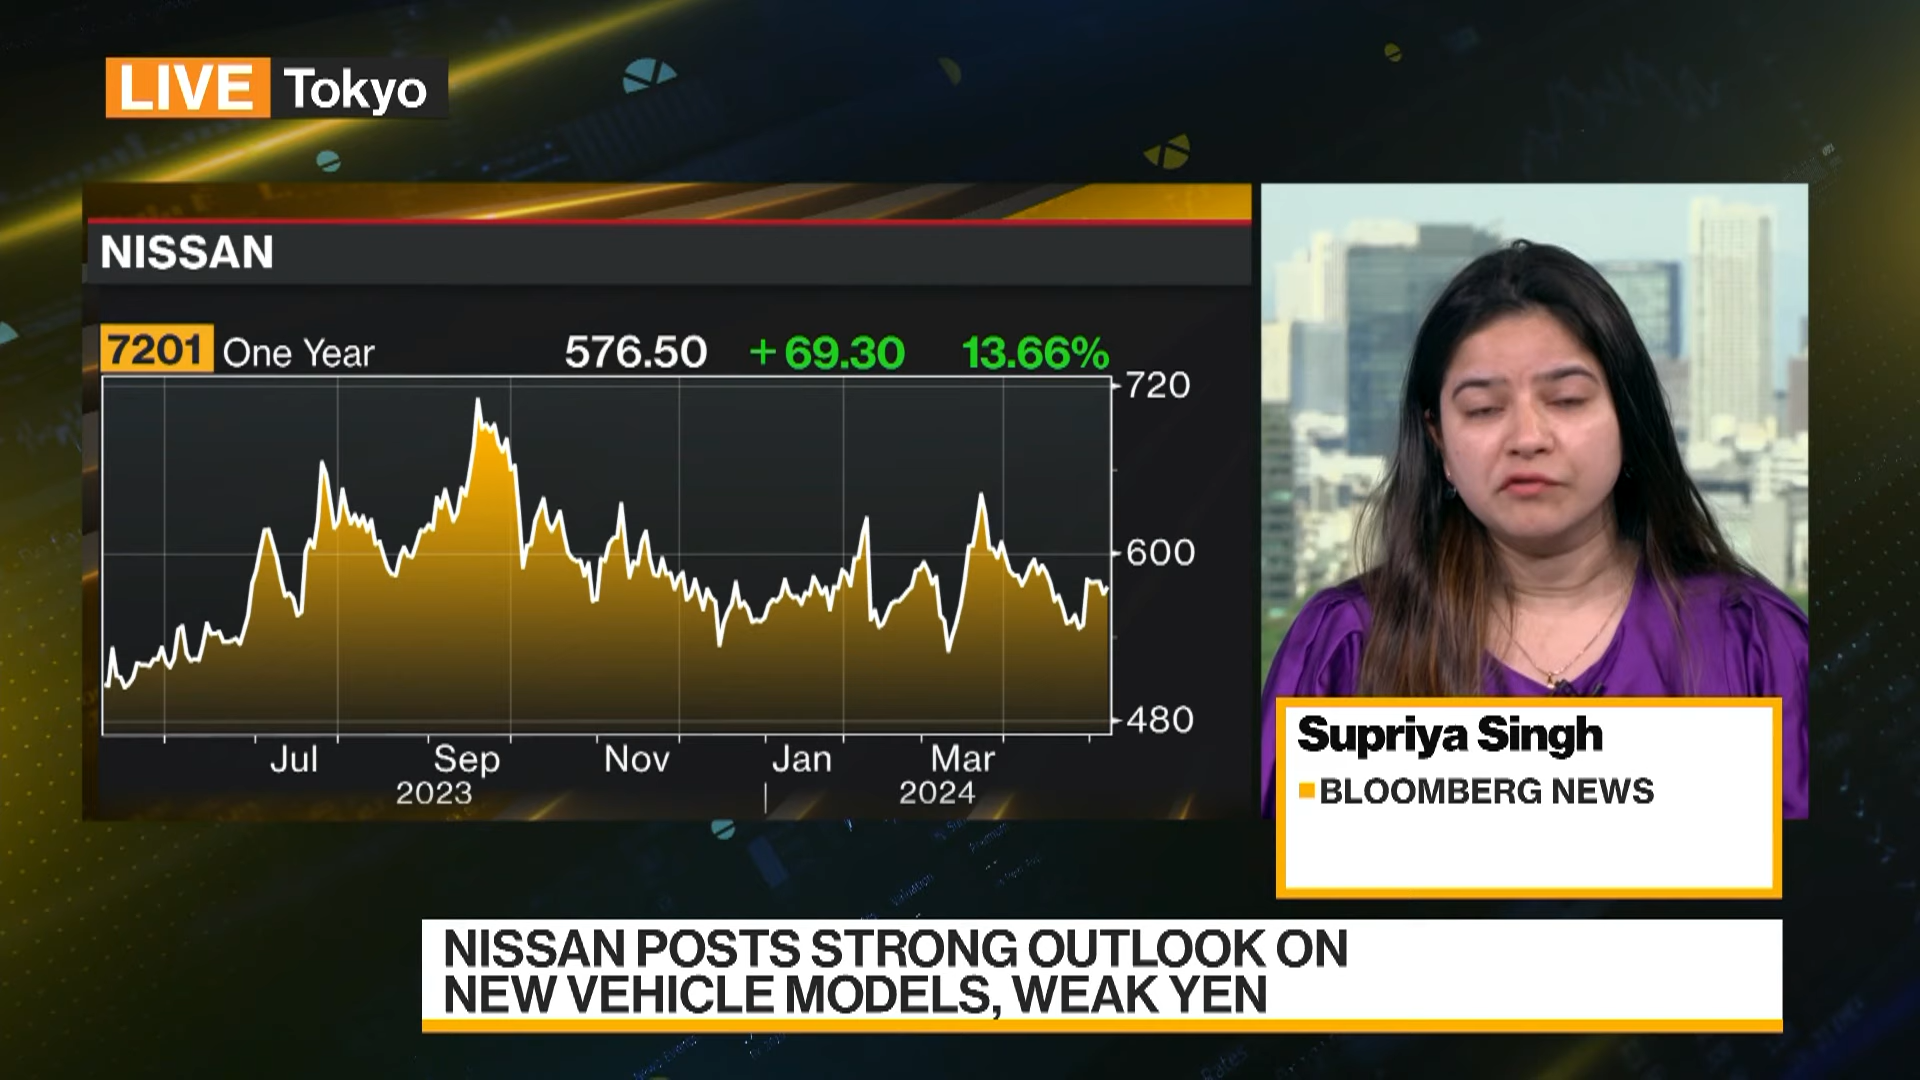 LIVE Tokyo
NISSAN
7201 One Year 576.50 +69.30 13.66%
720
600
480
Jul Sep Nov Jan Mar
2023 2024
Supriya Singh
BLOOMBERG NEWS
NISSAN POSTS STRONG OUTLOOK ON
NEW VEHICLE MODELS, WEAK YEN